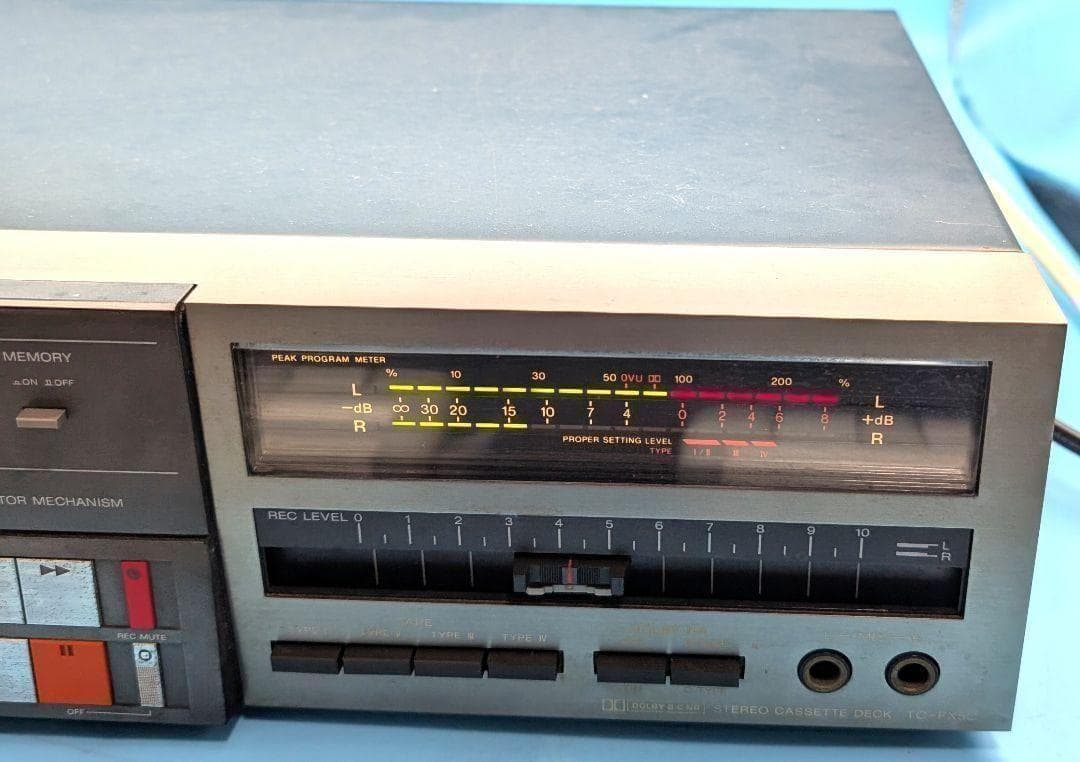 MEMORY
ON OFF
TOR MECHANISM
REC MUTE
OFF
PEAK PROGRAM METER
% 10 30 50 0VU 100 200 %
L L
−dB ∞ 30 20 15 10 7 4 0 2 4 6 8 +dB
R R
PROPER SETTING LEVEL
TYPE I/II III IV
REC LEVEL 0 1 2 3 4 5 6 7 8 9 10 L
R
TAPE
TYPE III TYPE IV
DOLBY B-C NR STEREO CASSETTE DECK